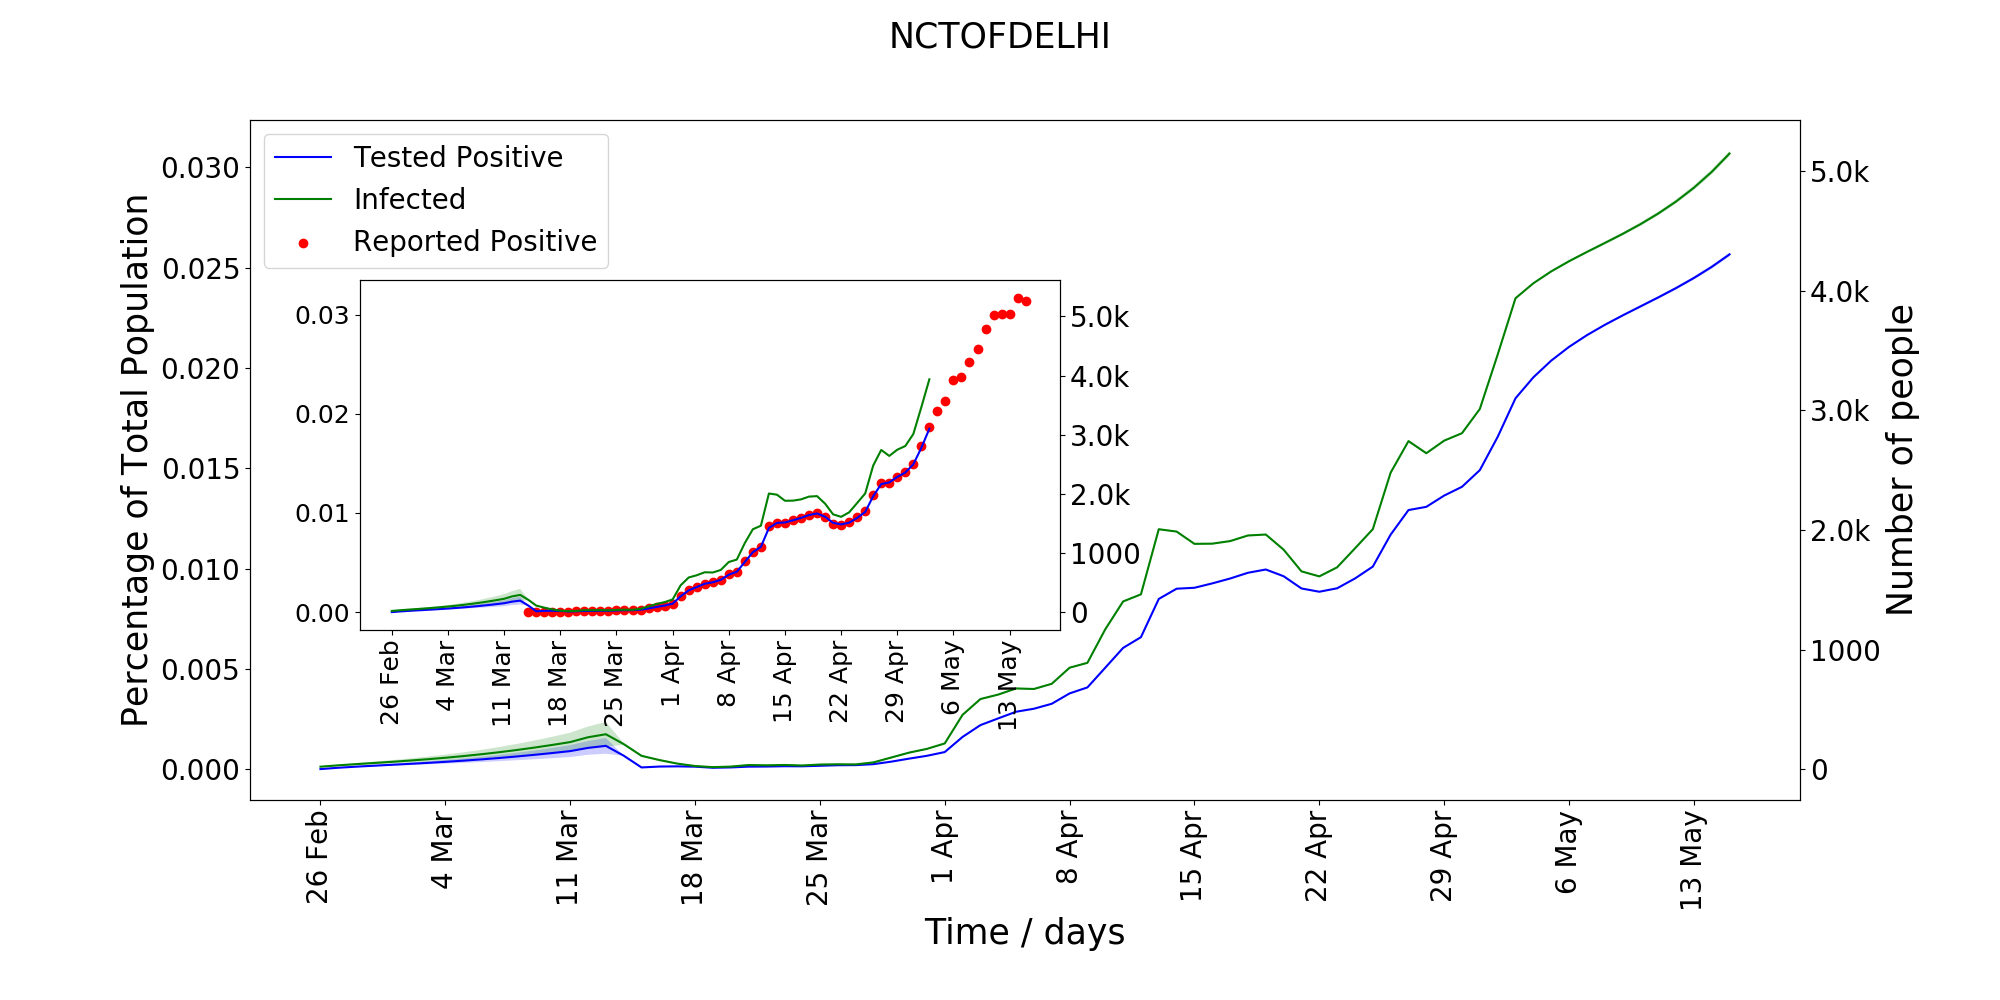 NCTOFDELHI
Tested Positive
Infected
Reported Positive
Percentage of Total Population
0.030
0.025
0.020
0.015
0.010
0.005
0.000
5.0k
4.0k
3.0k
2.0k
1000
0
Number of people
0.03
0.02
0.01
0.00
5.0k
4.0k
3.0k
2.0k
1000
0
26 Feb
4 Mar
11 Mar
18 Mar
25 Mar
1 Apr
8 Apr
15 Apr
22 Apr
29 Apr
6 May
13 May
26 Feb
4 Mar
11 Mar
18 Mar
25 Mar
1 Apr
8 Apr
15 Apr
22 Apr
29 Apr
6 May
13 May
Time / days